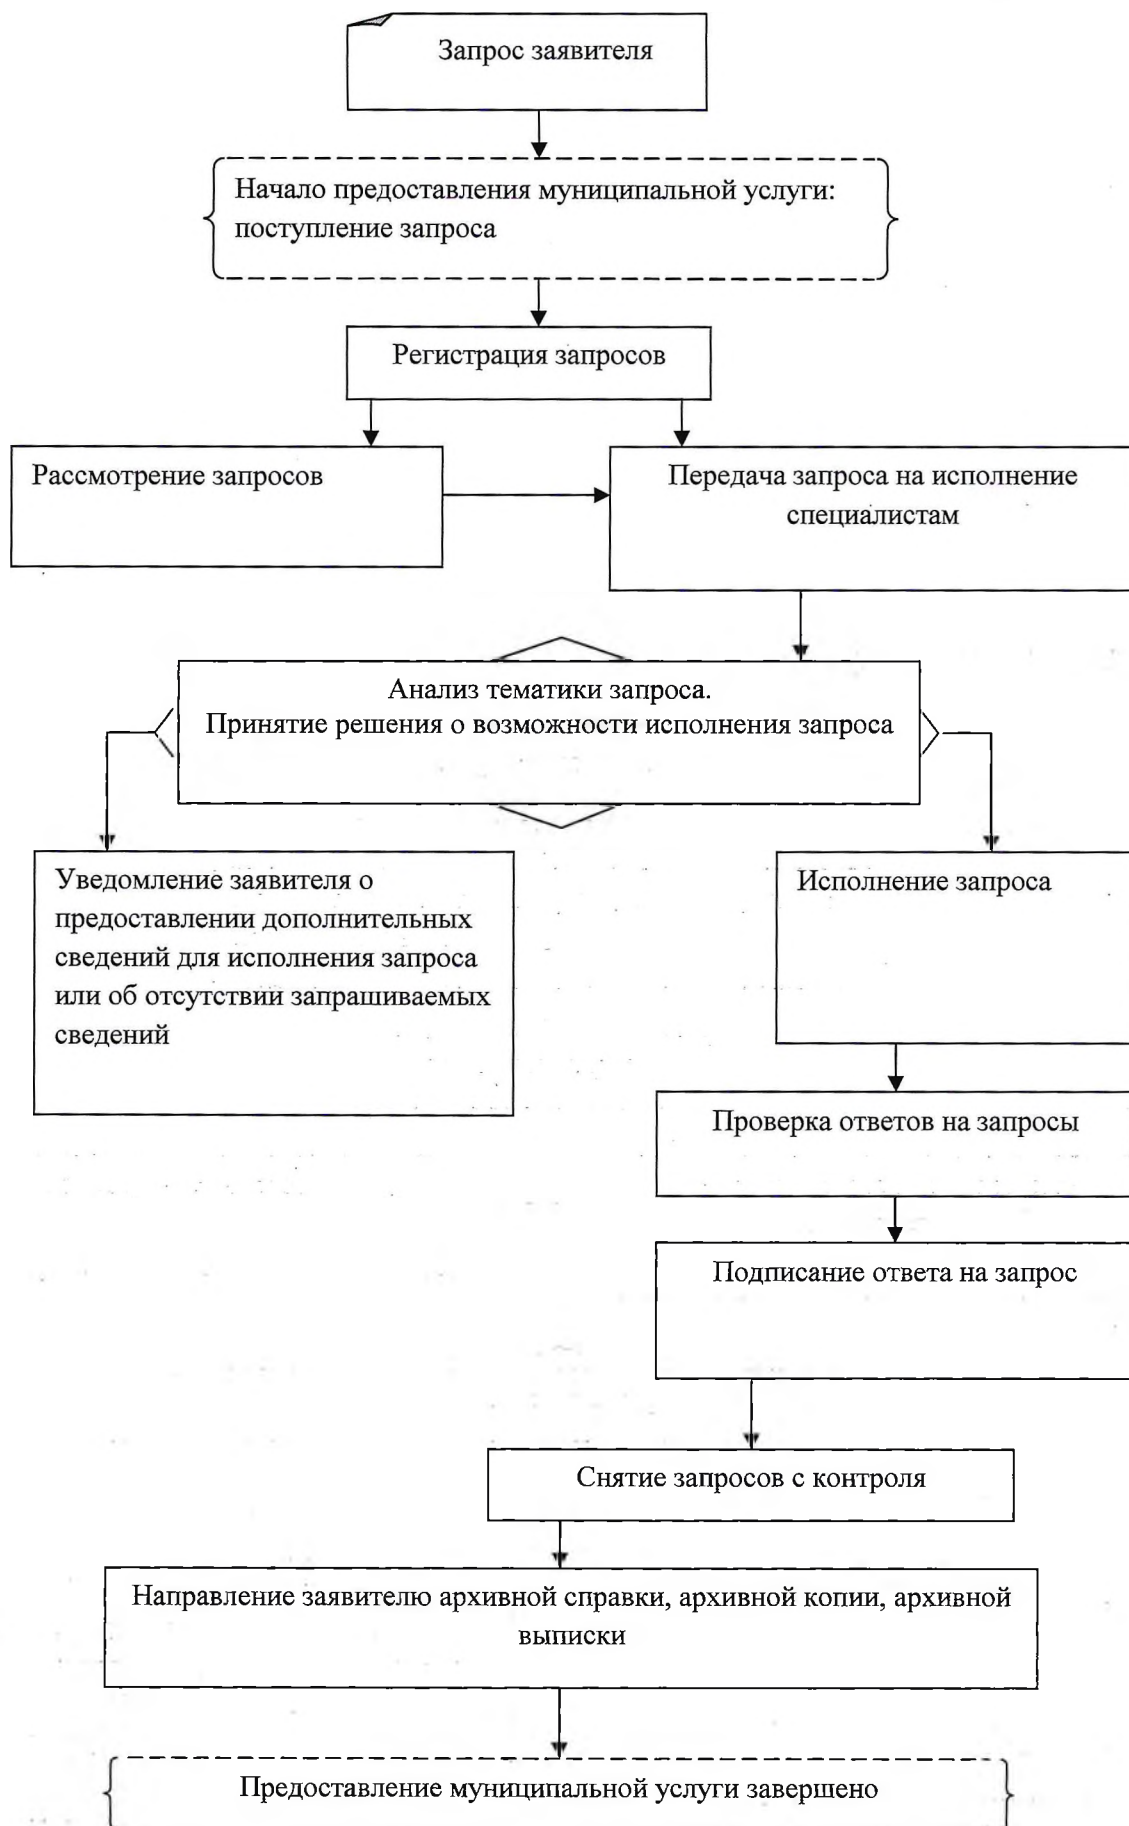 Запрос заявителя
Начало предоставления муниципальной услуги:
поступление запроса
Регистрация запросов
Рассмотрение запросов
Передача запроса на исполнение
специалистам
Анализ тематики запроса.
Принятие решения о возможности исполнения запроса
Уведомление заявителя о
предоставлении дополнительных
сведений для исполнения запроса
или об отсутствии запрашиваемых
сведений
Исполнение запроса
Проверка ответов на запросы
Подписание ответа на запрос
Снятие запросов с контроля
Направление заявителю архивной справки, архивной копии, архивной
выписки
Предоставление муниципальной услуги завершено